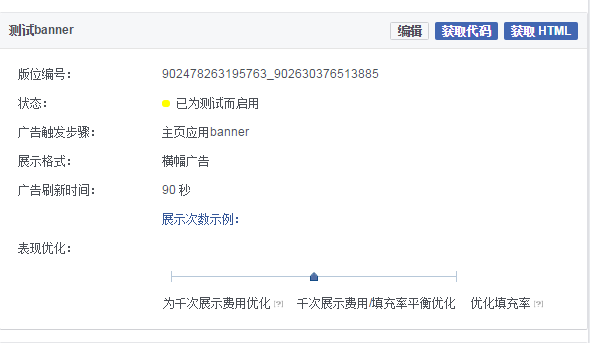 测试banner 编辑 获取代码 获取 HTML
版位编号： 902478263195763_902630376513885
状态： 已为测试而启用
广告触发步骤： 主页应用banner
展示格式： 横幅广告
广告刷新时间： 90 秒
展示次数示例：
表现优化：
为千次展示费用优化 [?] 千次展示费用/填充率平衡优化 优化填充率 [?]